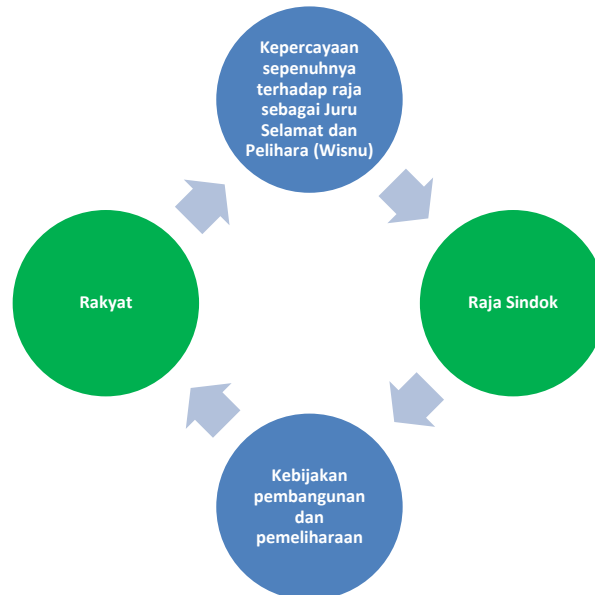 Kepercayaan
sepenuhnya
terhadap raja
sebagai Juru
Selamat dan
Pelihara (Wisnu)
Rakyat
Raja Sindok
Kebijakan
pembangunan
dan
pemeliharaan